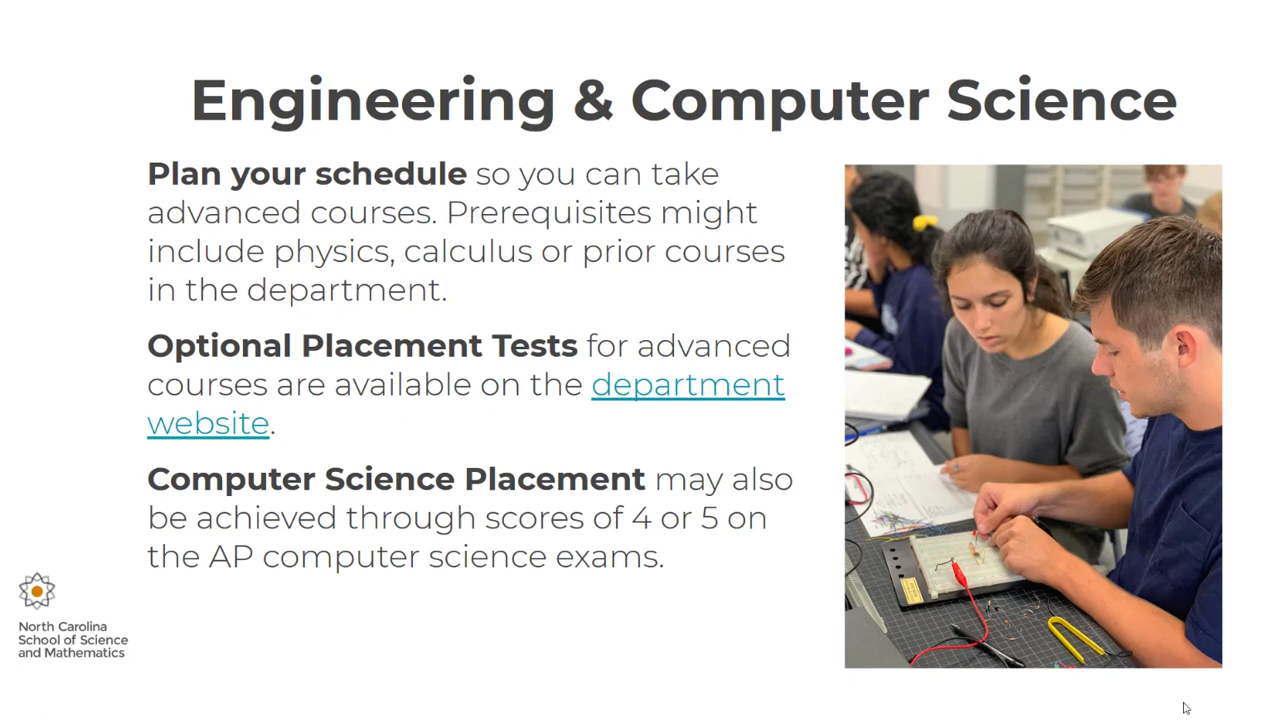 Engineering & Computer Science
Plan your schedule so you can take
advanced courses. Prerequisites might
include physics, calculus or prior courses
in the department.
Optional Placement Tests for advanced
courses are available on the department
website.
Computer Science Placement may also
be achieved through scores of 4 or 5 on
the AP computer science exams.
North Carolina
School of Science
and Mathematics